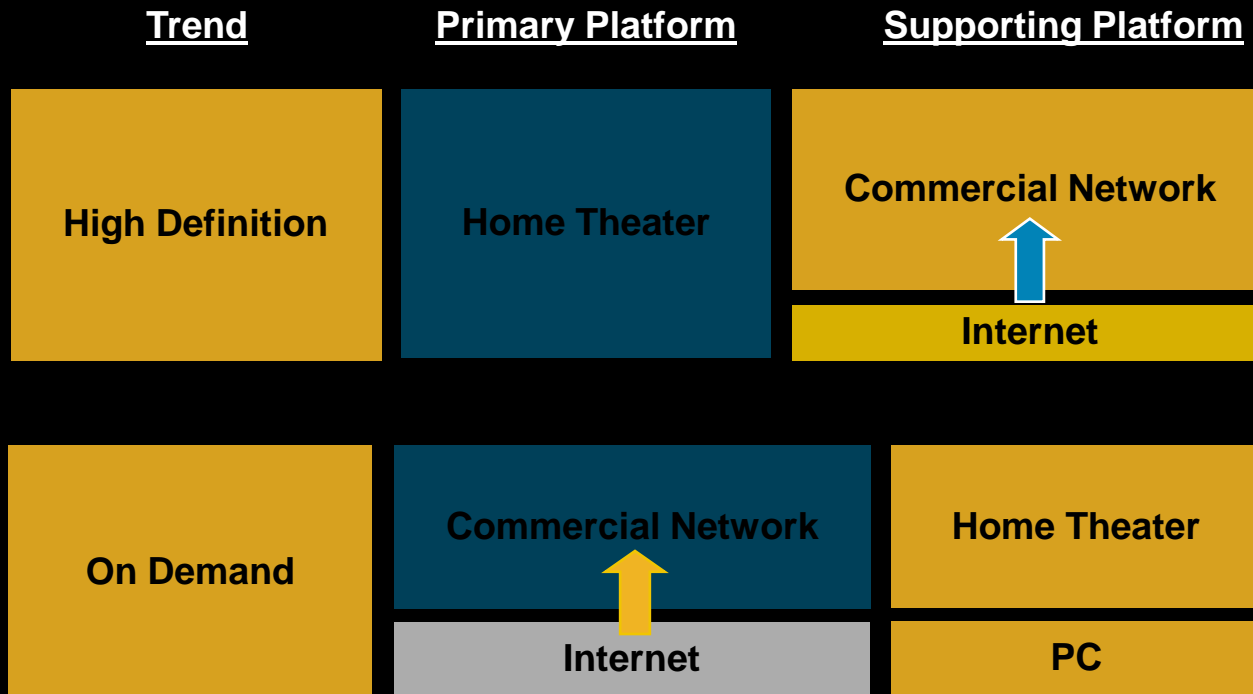 Trend
Primary Platform
Supporting Platform
High Definition
Home Theater
Commercial Network
Internet
On Demand
Commercial Network
Internet
Home Theater
PC